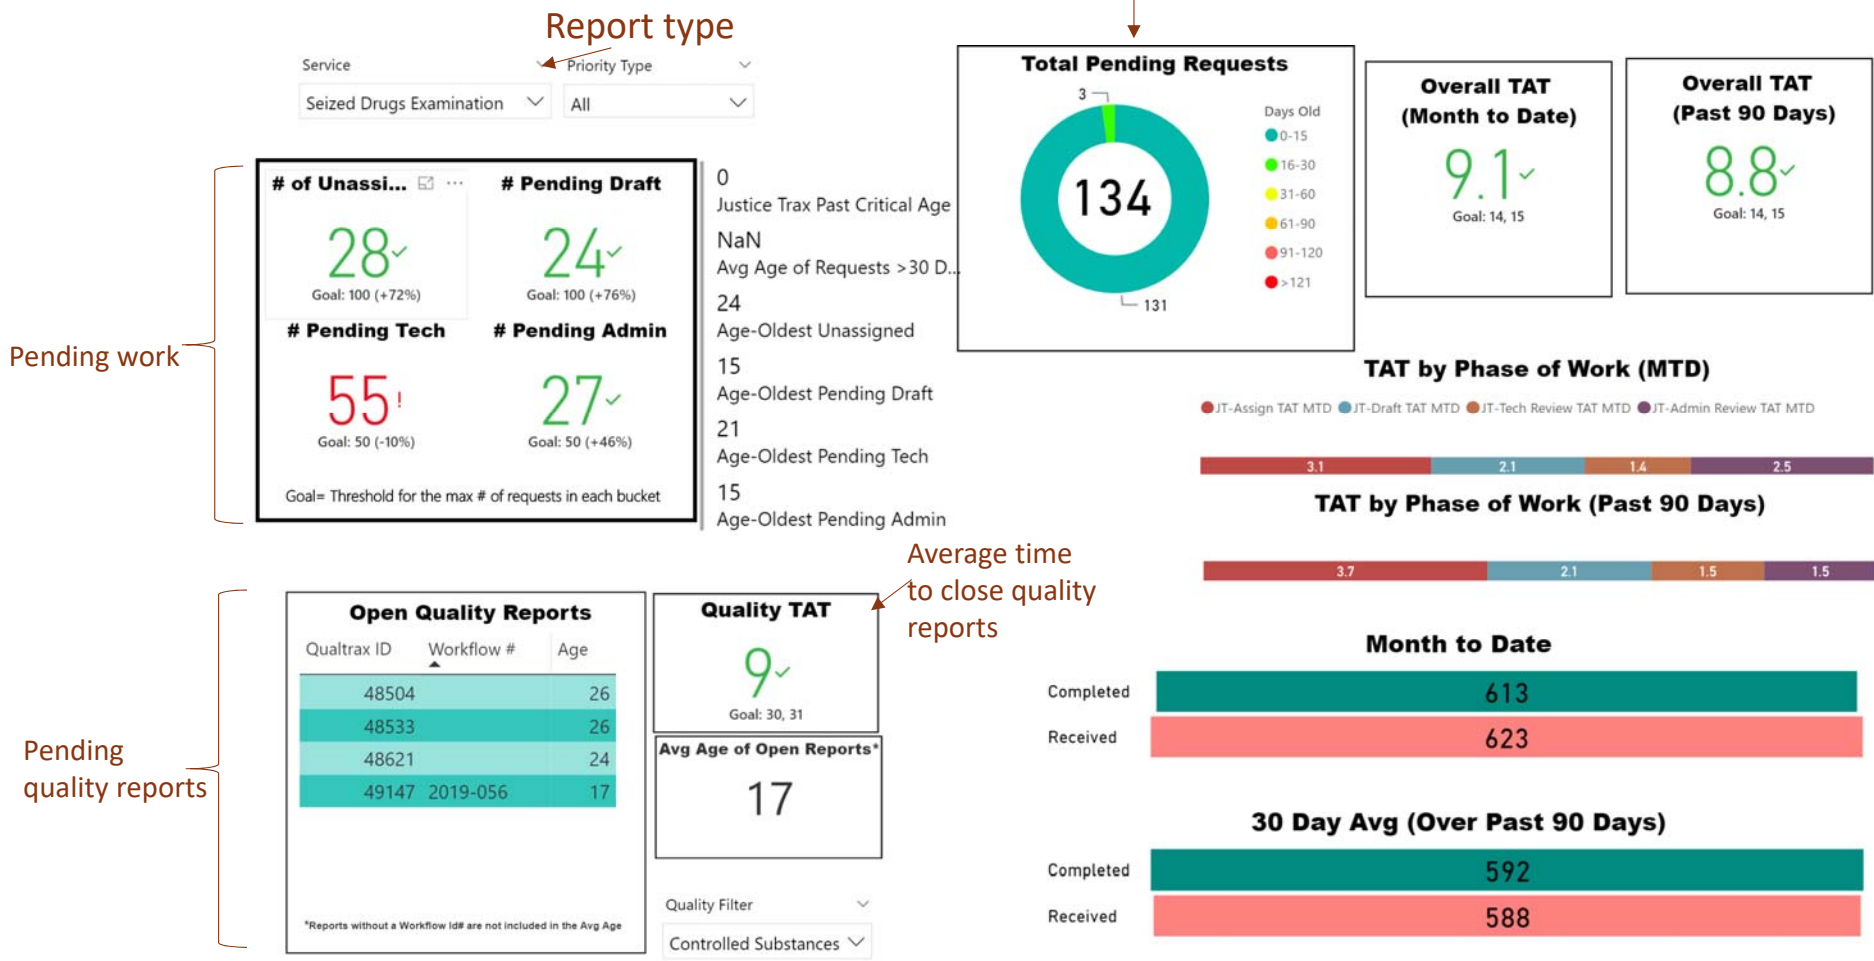 Report type
Service
Priority Type
Seized Drugs Examination
All
Pending work
# of Unassi... ...
# Pending Draft
28
24
Goal: 100 (+72%)
Goal: 100 (+76%)
# Pending Tech
# Pending Admin
55!
27
Goal: 50 (-10%)
Goal: 50 (+46%)
Goal= Threshold for the max # of requests in each bucket
0
Justice Trax Past Critical Age
NaN
Avg Age of Requests >30 D...
24
Age-Oldest Unassigned
15
Age-Oldest Pending Draft
21
Age-Oldest Pending Tech
15
Age-Oldest Pending Admin
Total Pending Requests
3
134
131
Days Old
0-15
16-30
31-60
61-90
91-120
>121
Overall TAT
(Month to Date)
9.1
Goal: 14, 15
Overall TAT
(Past 90 Days)
8.8
Goal: 14, 15
TAT by Phase of Work (MTD)
JT-Assign TAT MTD JT-Draft TAT MTD JT-Tech Review TAT MTD JT-Admin Review TAT MTD
3.1 2.1 1.4 2.5
TAT by Phase of Work (Past 90 Days)
3.7 2.1 1.5 1.5
Pending
quality reports
Open Quality Reports
Qualtrax ID Workflow # Age
48504 26
48533 26
48621 24
49147 2019-056 17
*Reports without a Workflow Id# are not included in the Avg Age
Quality TAT
9
Goal: 30, 31
Average time
to close quality
reports
Avg Age of Open Reports*
17
Quality Filter
Controlled Substances
Month to Date
Completed 613
Received 623
30 Day Avg (Over Past 90 Days)
Completed 592
Received 588